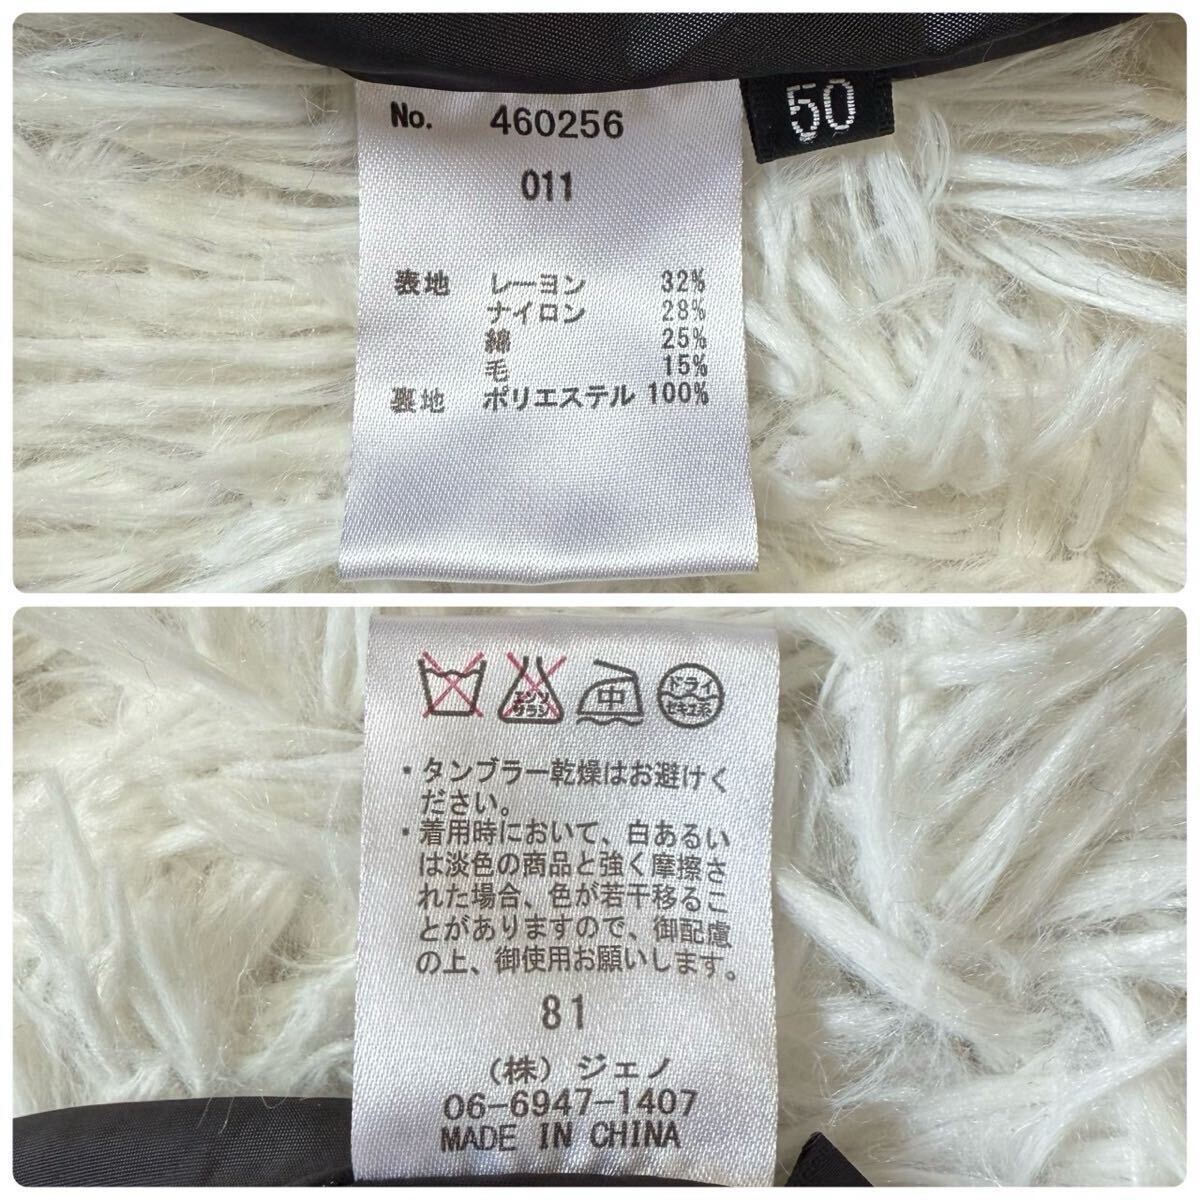 No. 460256
011
50
表地 レーヨン 32%
ナイロン 28%
綿 25%
毛 15%
裏地 ポリエステル 100%
エンソ サラシ
中
ドライ
セキユ系
・タンブラー乾燥はお避けく
ださい。
・着用時において、白あるい
は淡色の商品と強く摩擦さ
れた場合、色が若干移るこ
とがありますので、御配慮
の上、御使用お願いします。
81
(株) ジェノ
06-6947-1407
MADE IN CHINA